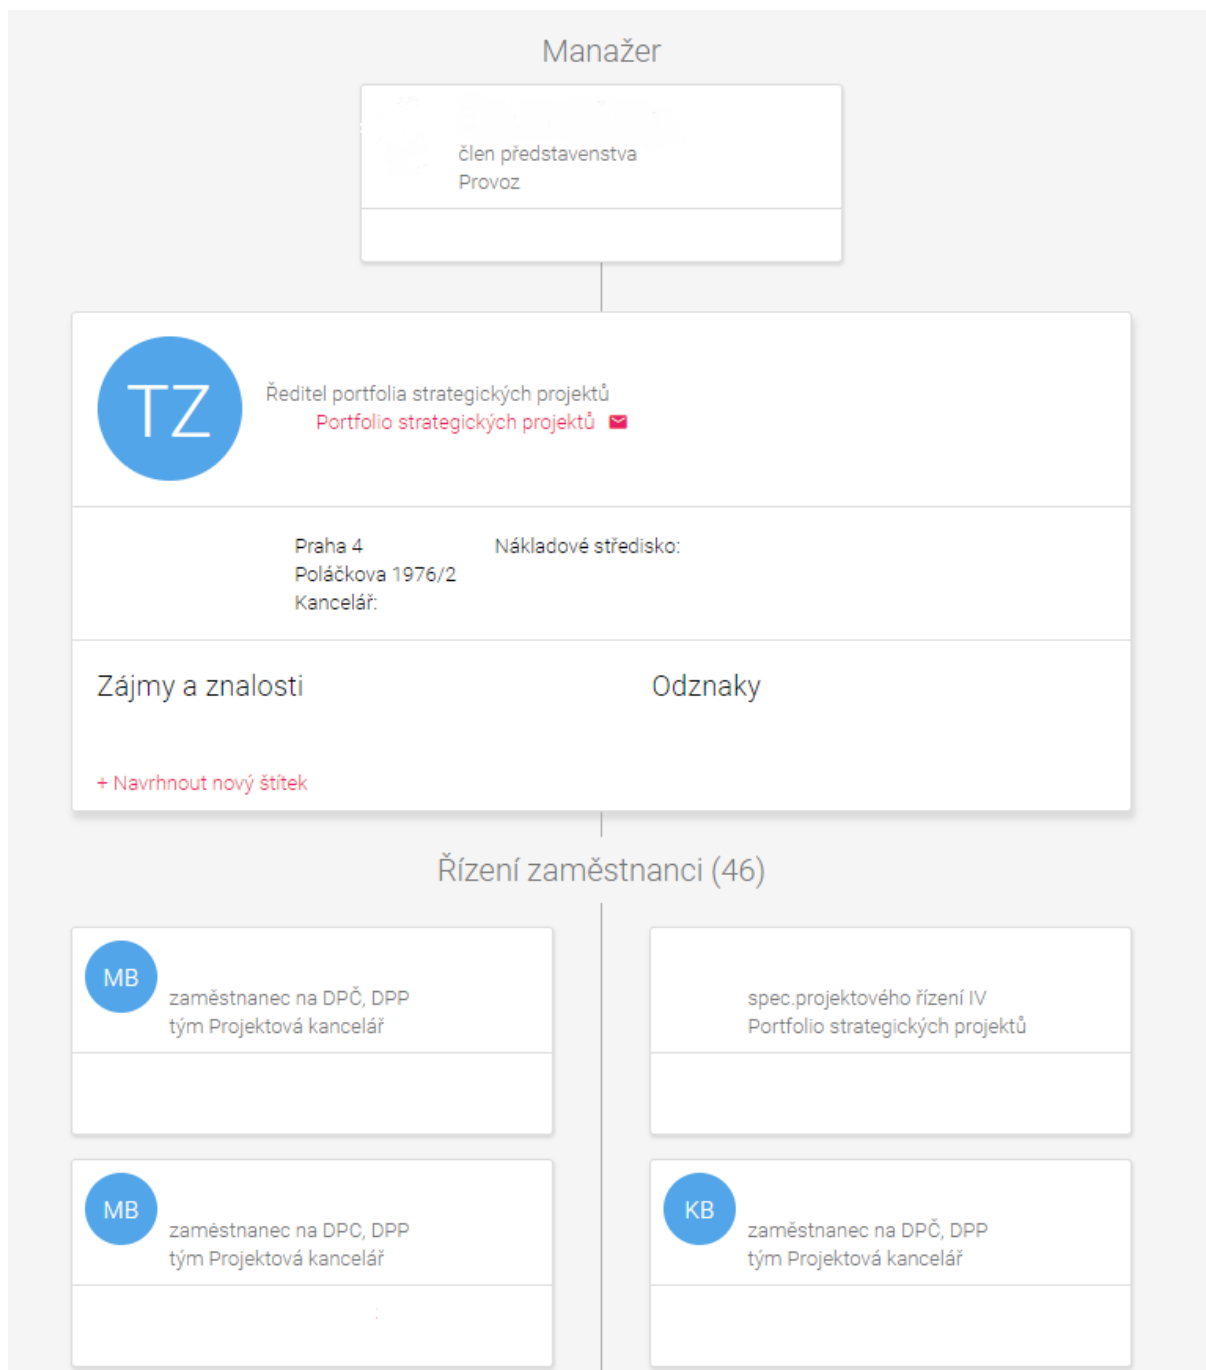 Manažer
člen představenstva
Provoz
TZ
Ředitel portfolia strategických projektů
Portfolio strategických projektů
Praha 4
Nákladové středisko:
Poláčkova 1976/2
Kancelář:
Zájmy a znalosti
Odznaky
+ Navrhnout nový štítek
Řízení zaměstnanci (46)
MB
zaměstnanec na DPČ, DPP
tým Projektová kancelář
spec.projektového řízení IV
Portfolio strategických projektů
MB
zaměstnanec na DPC, DPP
tým Projektová kancelář
KB
zaměstnanec na DPČ, DPP
tým Projektová kancelář